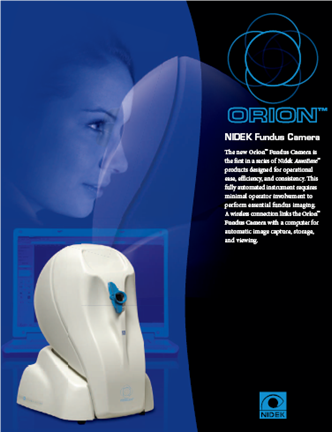 ORION™
NIDEK Fundus Camera
The new Orion™ Fundus Camera is
the first in a series of Nidek
products designed for operational
ease, efficiency, and consistency. This
fully automated instrument requires
minimal operator involvement to
perform essential fundus imaging.
A wireless connection links the Orion™
Fundus Camera with a computer for
automatic image capture, storage,
and viewing.
NIDEK